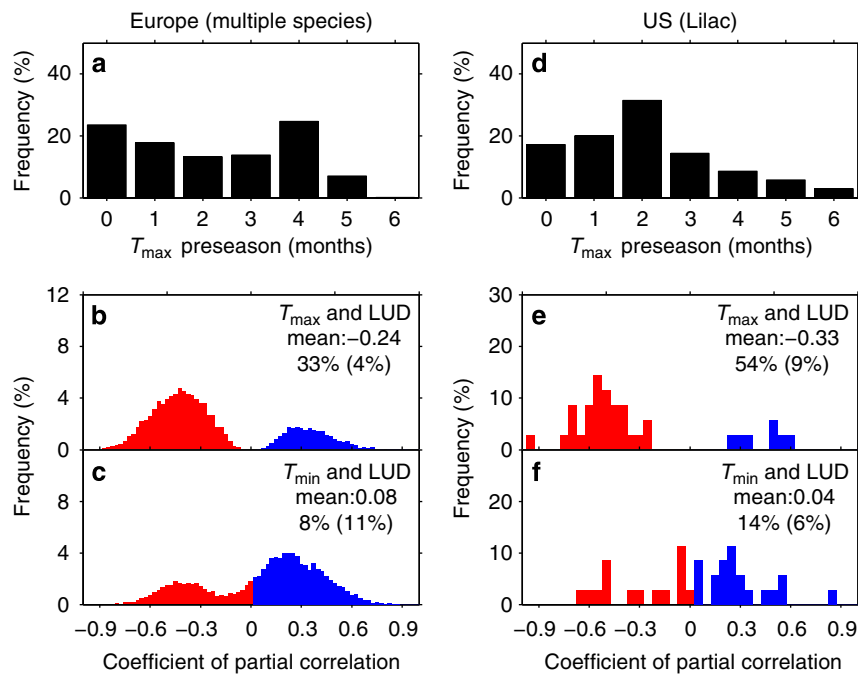 Europe (multiple species)
US (Lilac)
a
40
20
0
Frequency (%)
0 1 2 3 4 5 6
Tmax preseason (months)
d
40
20
0
Frequency (%)
0 1 2 3 4 5 6
Tmax preseason (months)
b
12
8
4
0
Tmax and LUD
mean:−0.24
33% (4%)
Frequency (%)
c
8
4
0
Tmin and LUD
mean:0.08
8% (11%)
−0.9 −0.6 −0.3 0 0.3 0.6 0.9
Coefficient of partial correlation
e
30
20
10
0
Tmax and LUD
mean:−0.33
54% (9%)
Frequency (%)
f
20
10
0
Tmin and LUD
mean:0.04
14% (6%)
−0.9 −0.6 −0.3 0 0.3 0.6 0.9
Coefficient of partial correlation